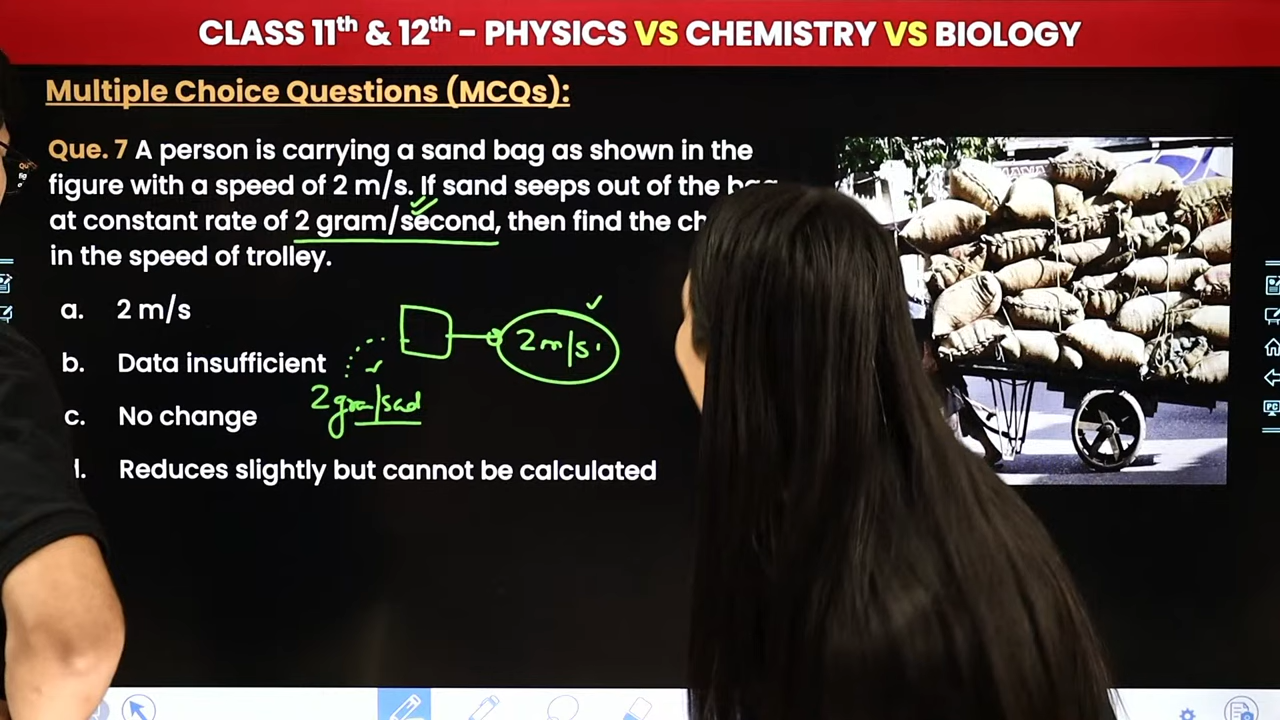 CLASS 11th & 12th - PHYSICS VS CHEMISTRY VS BIOLOGY
Multiple Choice Questions (MCQs):
Que. 7 A person is carrying a sand bag as shown in the
figure with a speed of 2 m/s. If sand seeps out of the
at constant rate of 2 gram/second, then find the
in the speed of trolley.
a. 2 m/s
b. Data insufficient
c. No change
Reduces slightly but cannot be calculated
2 m/s
2